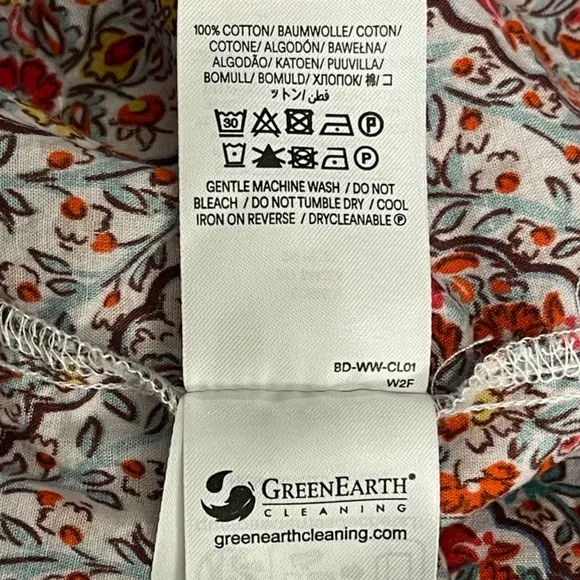 100% COTTON/ BAUMWOLLE/ COTON/
COTONE/ ALGODÓN/ BAWEŁNA/
ALGODÃO/ KATOEN/ PUUVILLA/
BOMULL/ BOMULD/ ХЛОПОК/ 棉/ コ
ットン/ قطن/
30 P
P
GENTLE MACHINE WASH / DO NOT
BLEACH / DO NOT TUMBLE DRY / COOL
IRON ON REVERSE / DRYCLEANABLE Ⓟ
BD-WW-CL01
W2F
GREENEARTH®
CLEANING
greenearthcleaning.com